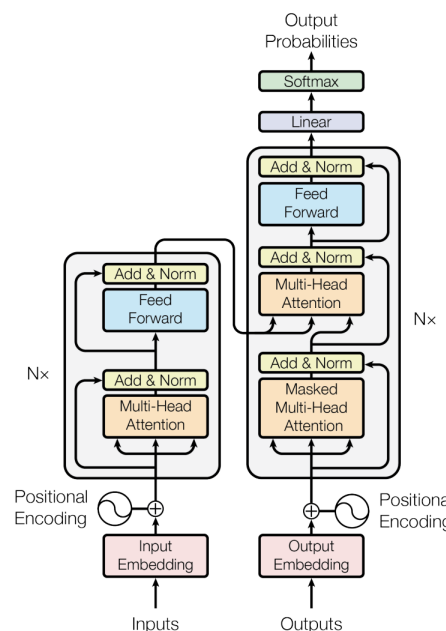 Output
Probabilities
Softmax
Linear
Add & Norm
Feed
Forward
Add & Norm
Multi-Head
Attention
Add & Norm
Masked
Multi-Head
Attention
Nx
Add & Norm
Feed
Forward
Add & Norm
Multi-Head
Attention
Nx
Positional
Encoding
Input
Embedding
Inputs
Positional
Encoding
Output
Embedding
Outputs